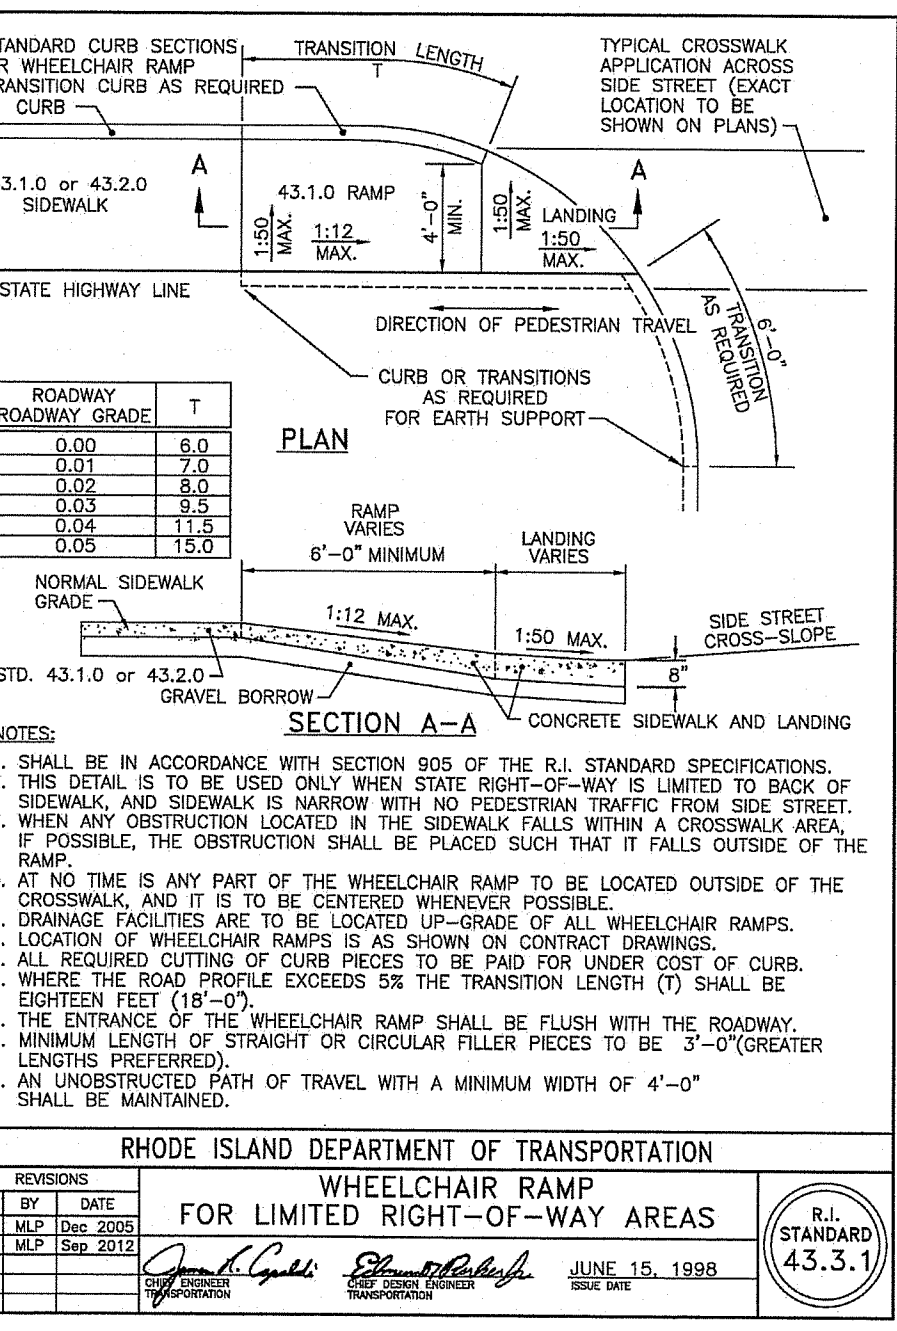 TANDARD CURB SECTIONS
R WHEELCHAIR RAMP
RANSITION CURB AS REQUIRED
CURB
TRANSITION LENGTH
T
TYPICAL CROSSWALK
APPLICATION ACROSS
SIDE STREET (EXACT
LOCATION TO BE
SHOWN ON PLANS)
A
A
3.1.0 or 43.2.0
SIDEWALK
43.1.0 RAMP
1:50
MAX.
1:12
MAX.
4'-0"
MIN.
1:50
MAX.
LANDING
1:50
MAX.
STATE HIGHWAY LINE
DIRECTION OF PEDESTRIAN TRAVEL
6'-0"
TRANSITION
AS REQUIRED
CURB OR TRANSITIONS
AS REQUIRED
FOR EARTH SUPPORT
PLAN
ROADWAY
ROADWAY GRADE T
0.00 6.0
0.01 7.0
0.02 8.0
0.03 9.5
0.04 11.5
0.05 15.0
RAMP
VARIES
6'-0" MINIMUM
LANDING
VARIES
NORMAL SIDEWALK
GRADE
1:12 MAX.
1:50 MAX.
SIDE STREET
CROSS-SLOPE
8"
STD. 43.1.0 or 43.2.0
GRAVEL BORROW
SECTION A-A
CONCRETE SIDEWALK AND LANDING
NOTES:
. SHALL BE IN ACCORDANCE WITH SECTION 905 OF THE R.I. STANDARD SPECIFICATIONS.
. THIS DETAIL IS TO BE USED ONLY WHEN STATE RIGHT-OF-WAY IS LIMITED TO BACK OF
SIDEWALK, AND SIDEWALK IS NARROW WITH NO PEDESTRIAN TRAFFIC FROM SIDE STREET.
. WHEN ANY OBSTRUCTION LOCATED IN THE SIDEWALK FALLS WITHIN A CROSSWALK AREA,
IF POSSIBLE, THE OBSTRUCTION SHALL BE PLACED SUCH THAT IT FALLS OUTSIDE OF THE
RAMP.
. AT NO TIME IS ANY PART OF THE WHEELCHAIR RAMP TO BE LOCATED OUTSIDE OF THE
CROSSWALK, AND IT IS TO BE CENTERED WHENEVER POSSIBLE.
. DRAINAGE FACILITIES ARE TO BE LOCATED UP-GRADE OF ALL WHEELCHAIR RAMPS.
. LOCATION OF WHEELCHAIR RAMPS IS AS SHOWN ON CONTRACT DRAWINGS.
. ALL REQUIRED CUTTING OF CURB PIECES TO BE PAID FOR UNDER COST OF CURB.
. WHERE THE ROAD PROFILE EXCEEDS 5% THE TRANSITION LENGTH (T) SHALL BE
EIGHTEEN FEET (18'-0").
. THE ENTRANCE OF THE WHEELCHAIR RAMP SHALL BE FLUSH WITH THE ROADWAY.
. MINIMUM LENGTH OF STRAIGHT OR CIRCULAR FILLER PIECES TO BE 3'-0"(GREATER
LENGTHS PREFERRED).
. AN UNOBSTRUCTED PATH OF TRAVEL WITH A MINIMUM WIDTH OF 4'-0"
SHALL BE MAINTAINED.
RHODE ISLAND DEPARTMENT OF TRANSPORTATION
REVISIONS
BY DATE
MLP Dec 2005
MLP Sep 2012
WHEELCHAIR RAMP
FOR LIMITED RIGHT-OF-WAY AREAS
CHIEF ENGINEER
TRANSPORTATION
CHIEF DESIGN ENGINEER
TRANSPORTATION
JUNE 15, 1998
ISSUE DATE
R.I.
STANDARD
43.3.1